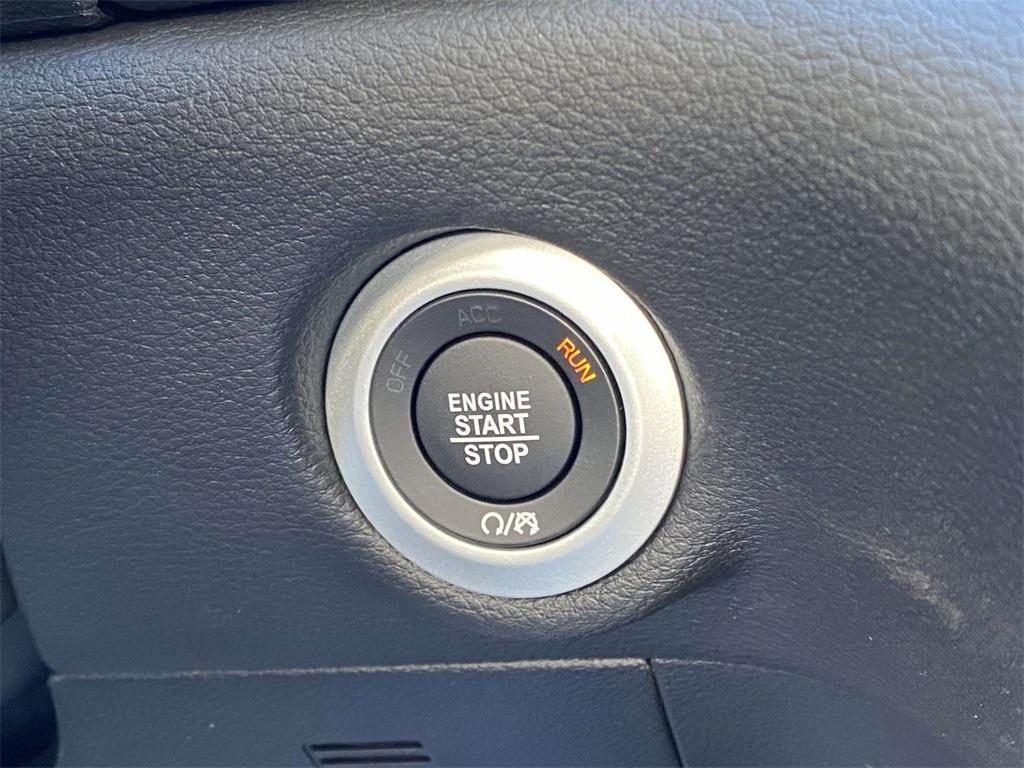 ACC
OFF
RUN
ENGINE
START
STOP